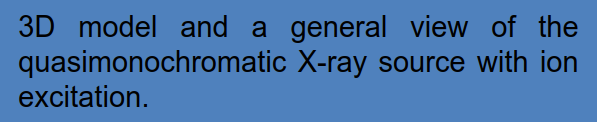 3D model and a general view of the
quasimonochromatic X-ray source with ion
excitation.